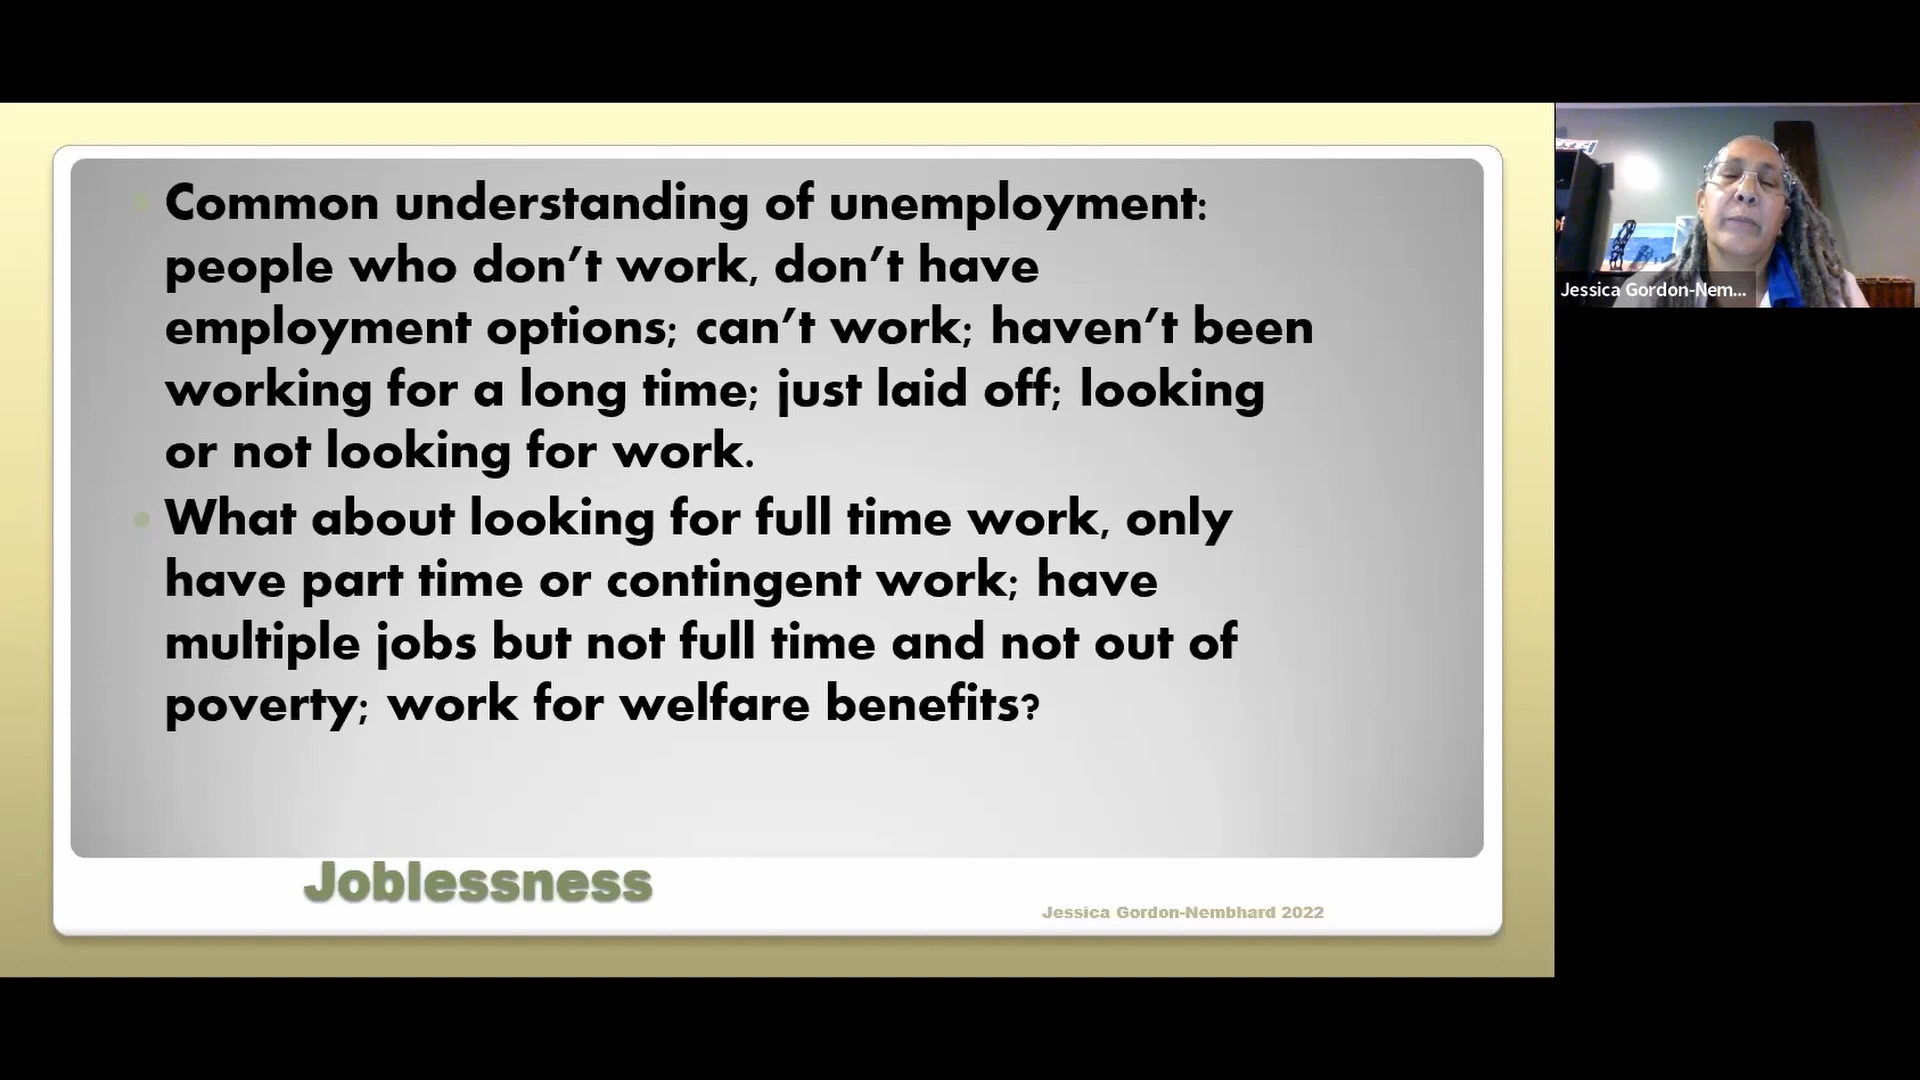 Common understanding of unemployment:
people who don’t work, don’t have
employment options; can’t work; haven’t been
working for a long time; just laid off; looking
or not looking for work.
What about looking for full time work, only
have part time or contingent work; have
multiple jobs but not full time and not out of
poverty; work for welfare benefits?
Joblessness
Jessica Gordon-Nembhard 2022
Jessica Gordon-Nem...